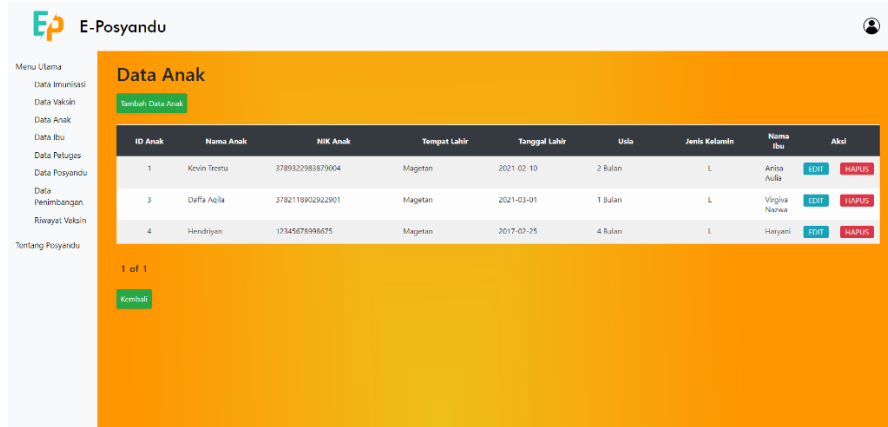 EP E-Posyandu
Menu Utama
Data Imunisasi
Data Vaksin
Data Anak
Data Ibu
Data Petugas
Data Posyandu
Data
Penimbangan
Riwayat Vaksin
Tentang Posyandu
Data Anak
Tambah Data Anak
ID Anak Nama Anak NIK Anak Tempat Lahir Tanggal Lahir Usia Jenis Kelamin Nama Ibu Aksi
1 Kevin Trestu 3789322983879004 Magetan 2021-02-10 2 Bulan L Anisa Aulia EDIT HAPUS
3 Daffa Aqila 3782118902922901 Magetan 2021-03-01 1 Bulan L Virgiva Nazwa EDIT HAPUS
4 Hendriyan 12345678998675 Magetan 2017-02-25 4 Bulan L Haryani EDIT HAPUS
1 of 1
Kembali